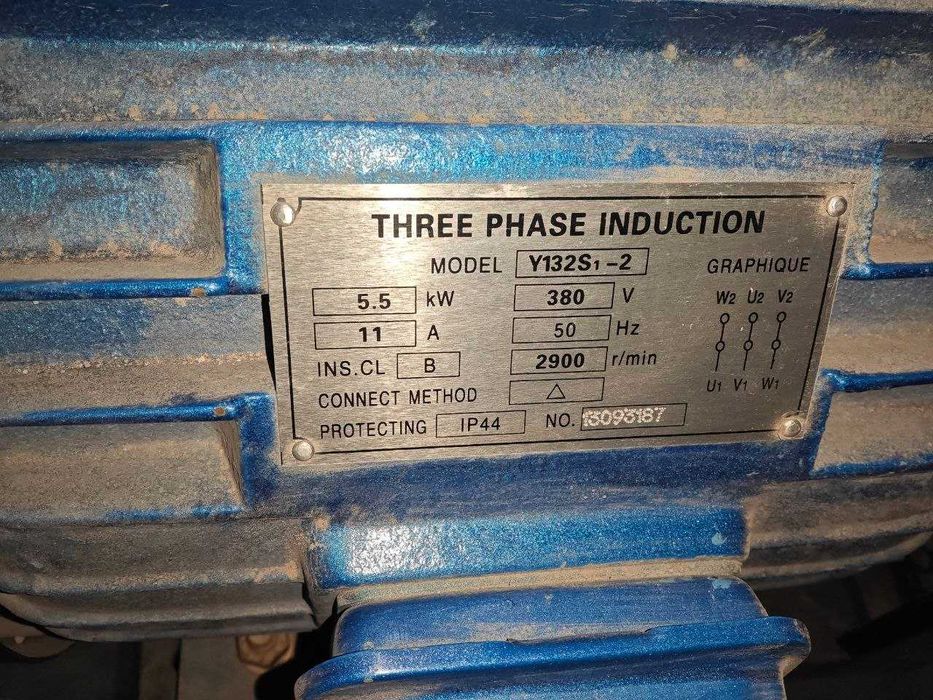 THREE PHASE INDUCTION
MODEL Y132S1-2
5.5 kW 380 V
11 A 50 Hz
INS.CL B 2900 r/min
CONNECT METHOD △
PROTECTING IP44 NO. 13093187
GRAPHIQUE
W2 U2 V2
U1 V1 W1